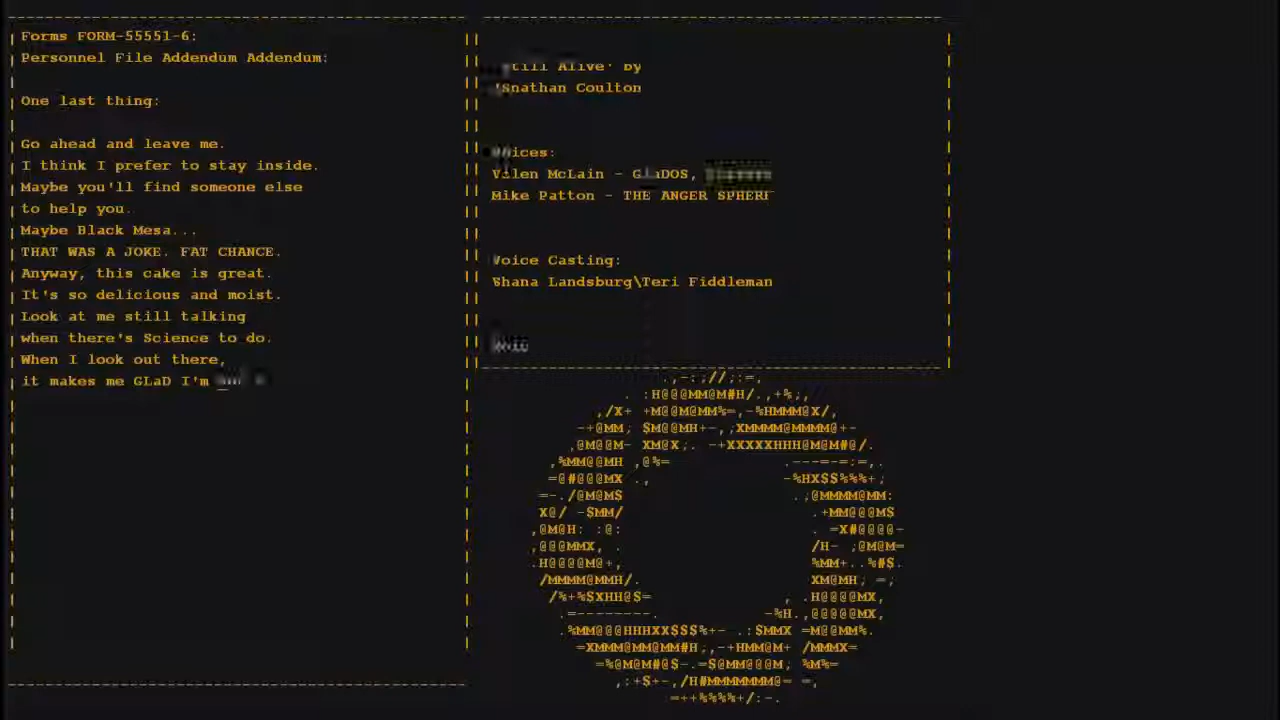 Forms FORM-55551-6:
Personnel File Addendum Addendum:
One last thing:
Go ahead and leave me.
I think I prefer to stay inside.
Maybe you'll find someone else
to help you.
Maybe Black Mesa...
THAT WAS A JOKE. FAT CHANCE.
Anyway, this cake is great.
It's so delicious and moist.
Look at me still talking
when there's Science to do.
When I look out there,
it makes me GLaD I'm
Alive' by
Coulton
McLain - GLaDOS,
Mike Patton - THE ANGER SPHERE
Voice Casting:
Shana Landsburg\Teri Fiddleman